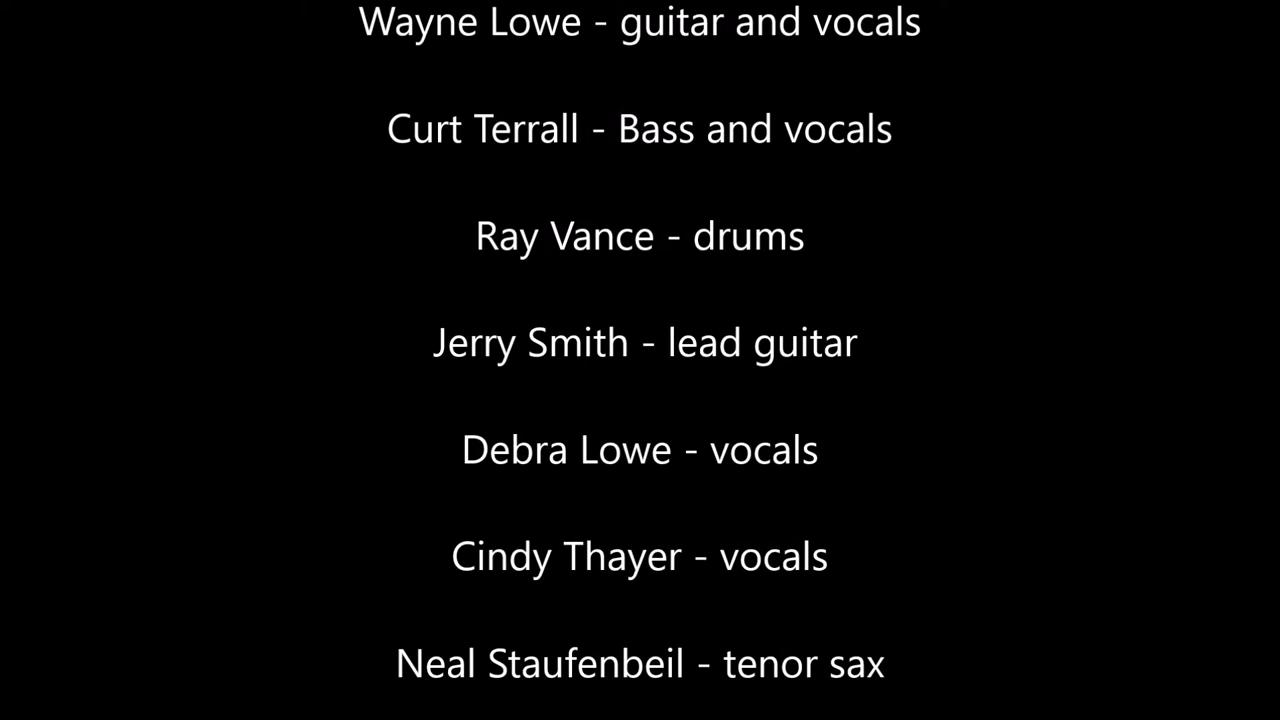 Wayne Lowe - guitar and vocals
Curt Terrall - Bass and vocals
Ray Vance - drums
Jerry Smith - lead guitar
Debra Lowe - vocals
Cindy Thayer - vocals
Neal Staufenbeil - tenor sax